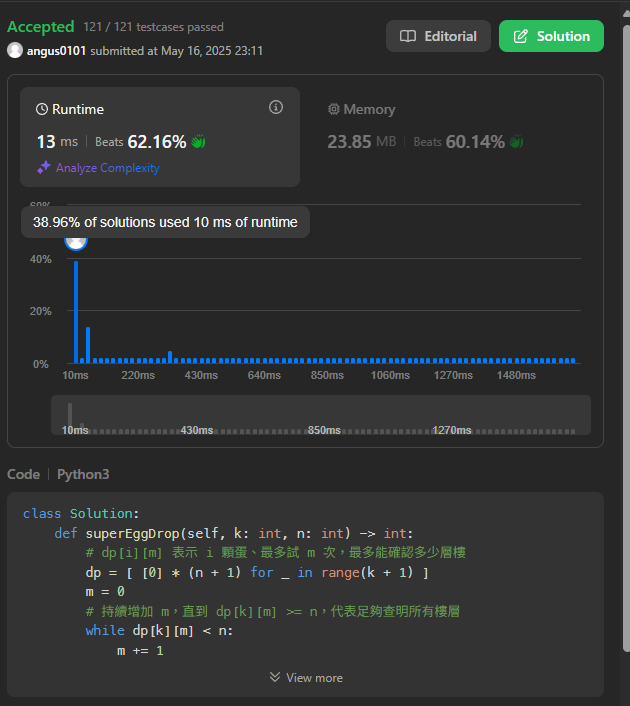 Accepted 121 / 121 testcases passed
angus0101 submitted at May 16, 2025 23:11
Editorial
Solution
Runtime
13 ms Beats 62.16%
Analyze Complexity
Memory
23.85 MB Beats 60.14%
60%
38.96% of solutions used 10 ms of runtime
40%
20%
0%
10ms 220ms 430ms 640ms 850ms 1060ms 1270ms 1480ms
10ms 430ms 850ms 1270ms
Code Python3
class Solution:
    def superEggDrop(self, k: int, n: int) -> int:
        # dp[i][m] 表示 i 顆蛋、最多試 m 次，最多能確認多少層樓
        dp = [ [0] * (n + 1) for _ in range(k + 1) ]
        m = 0
        # 持續增加 m，直到 dp[k][m] >= n，代表足夠查明所有樓層
        while dp[k][m] < n:
            m += 1
View more